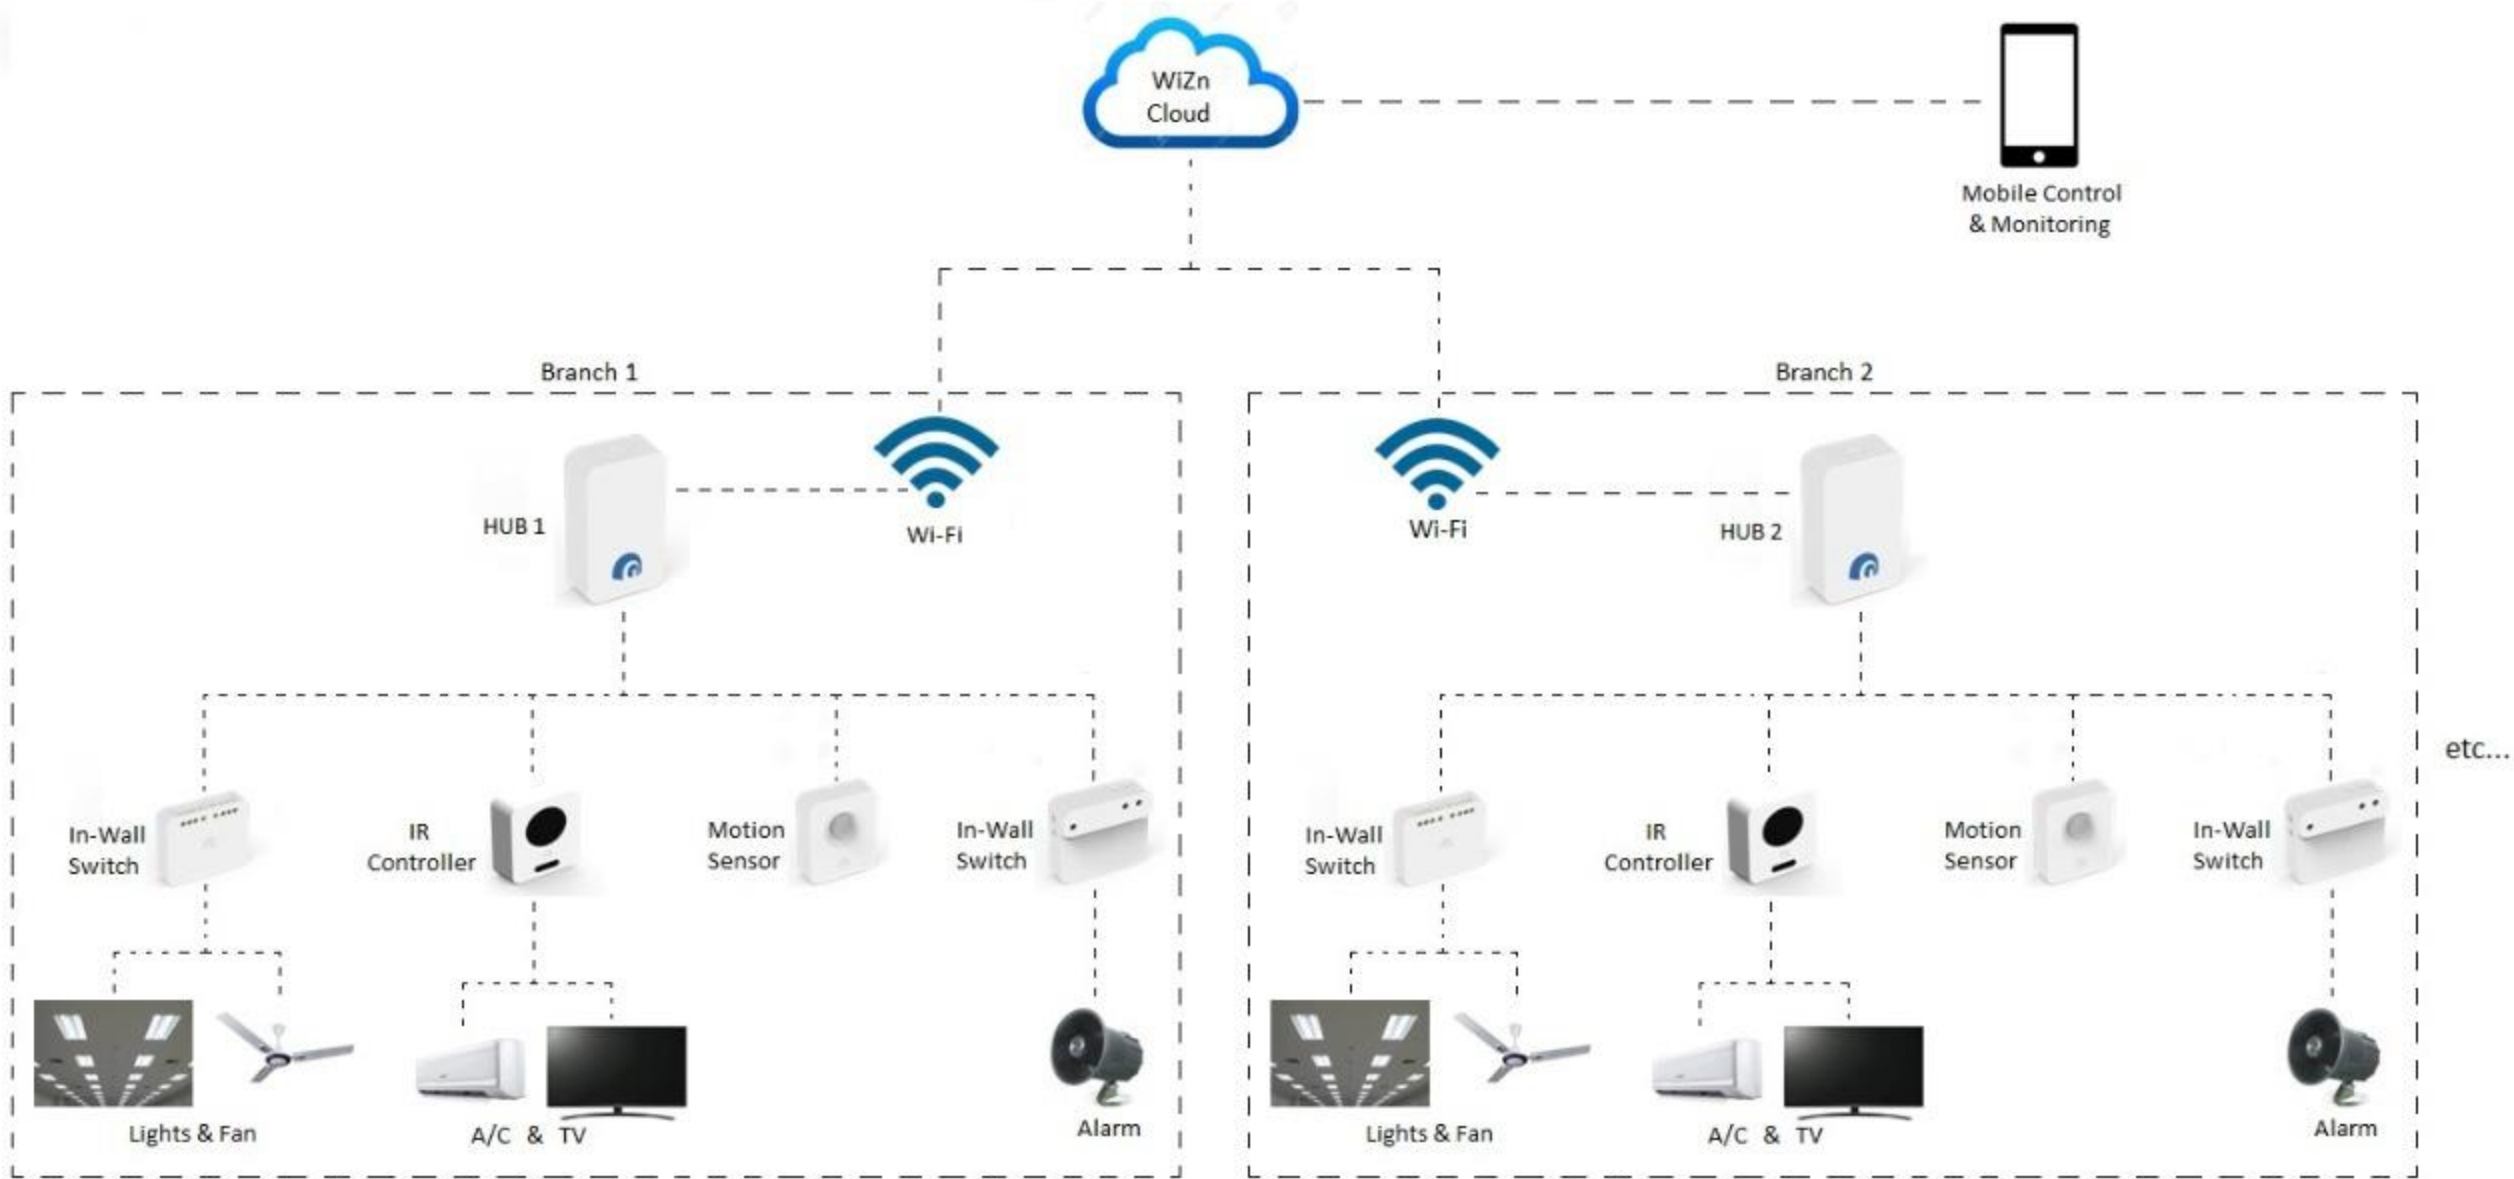 WiZn
Cloud
Mobile Control
& Monitoring
Branch 1
Branch 2
HUB 1
Wi-Fi
Wi-Fi
HUB 2
etc...
In-Wall
Switch
IR
Controller
Motion
Sensor
In-Wall
Switch
In-Wall
Switch
IR
Controller
Motion
Sensor
In-Wall
Switch
Lights & Fan
A/C & TV
Alarm
Lights & Fan
A/C & TV
Alarm